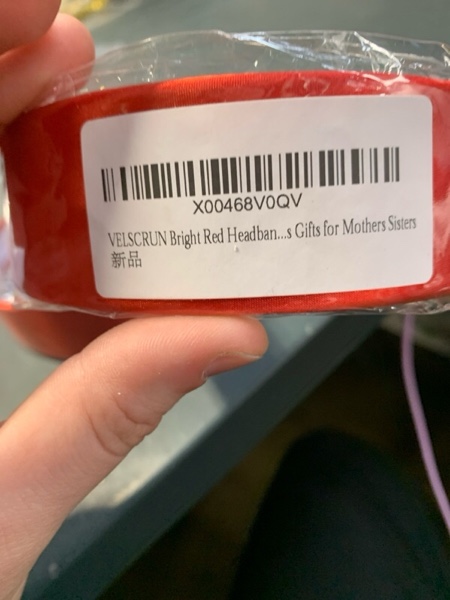 X00468V0QV
VELSCRUN Bright Red Headban...s Gifts for Mothers Sisters
新品